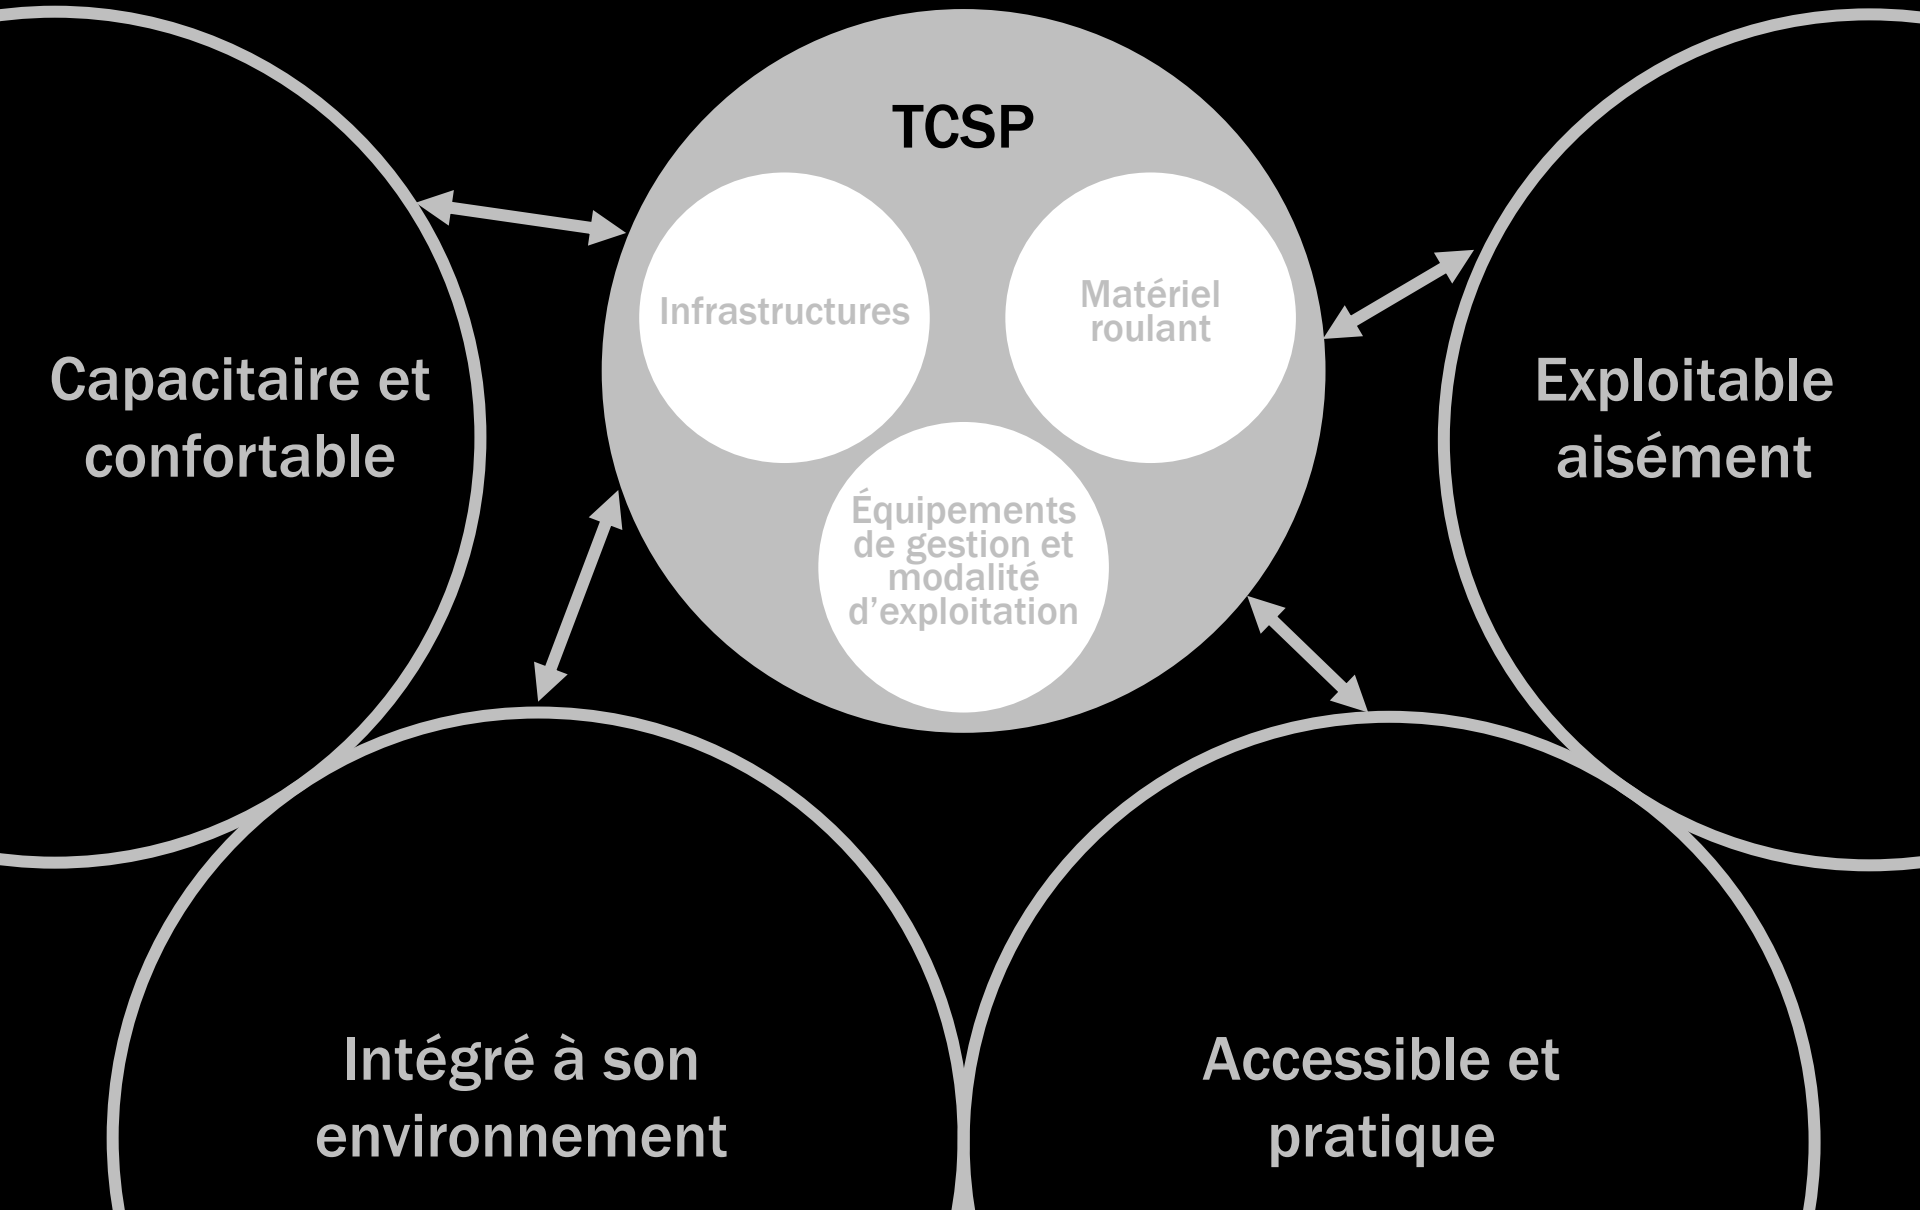 TCSP
Infrastructures
Matériel
roulant
Équipements
de gestion et
modalité
d’exploitation
Capacitaire et
confortable
Exploitable
aisément
Intégré à son
environnement
Accessible et
pratique